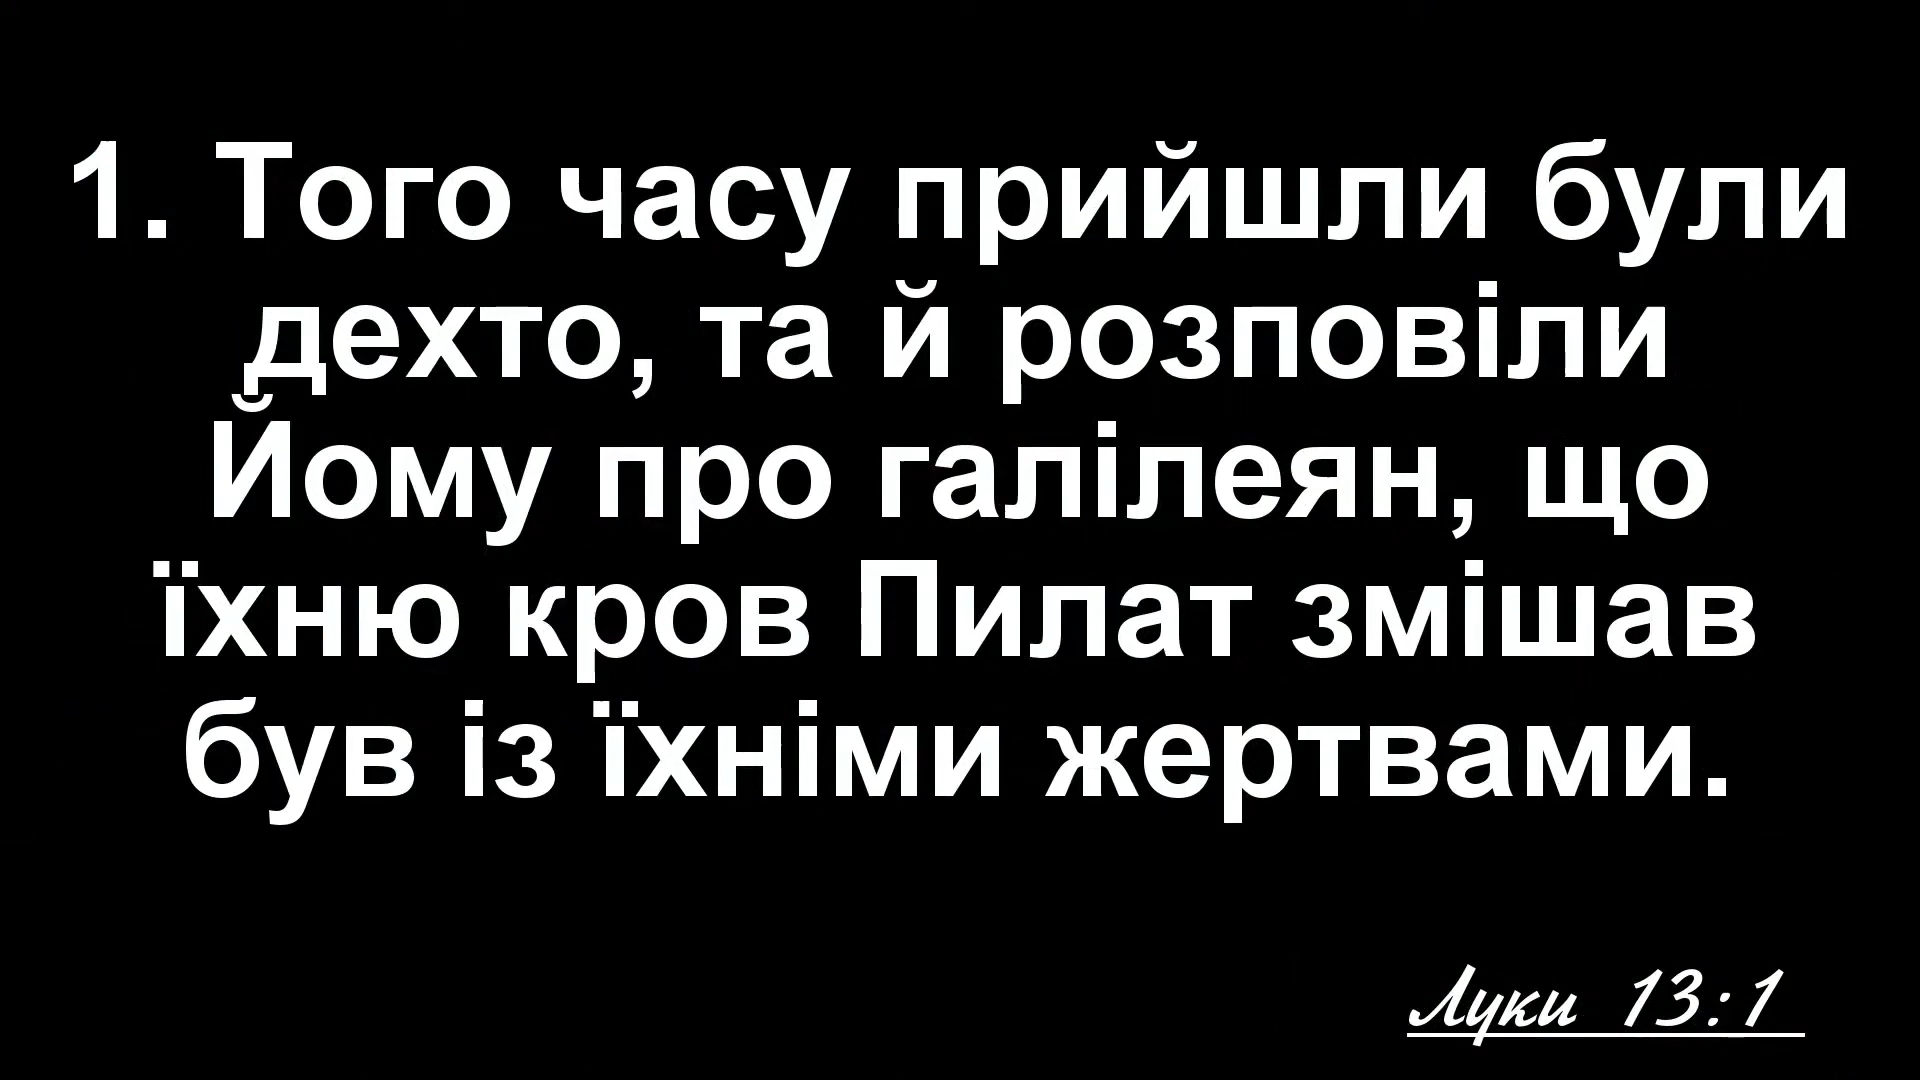 1. Того часу прийшли були
дехто, та й розповіли
Йому про галілеян, що
їхню кров Пилат змішав
був із їхніми жертвами.
Луки 13:1